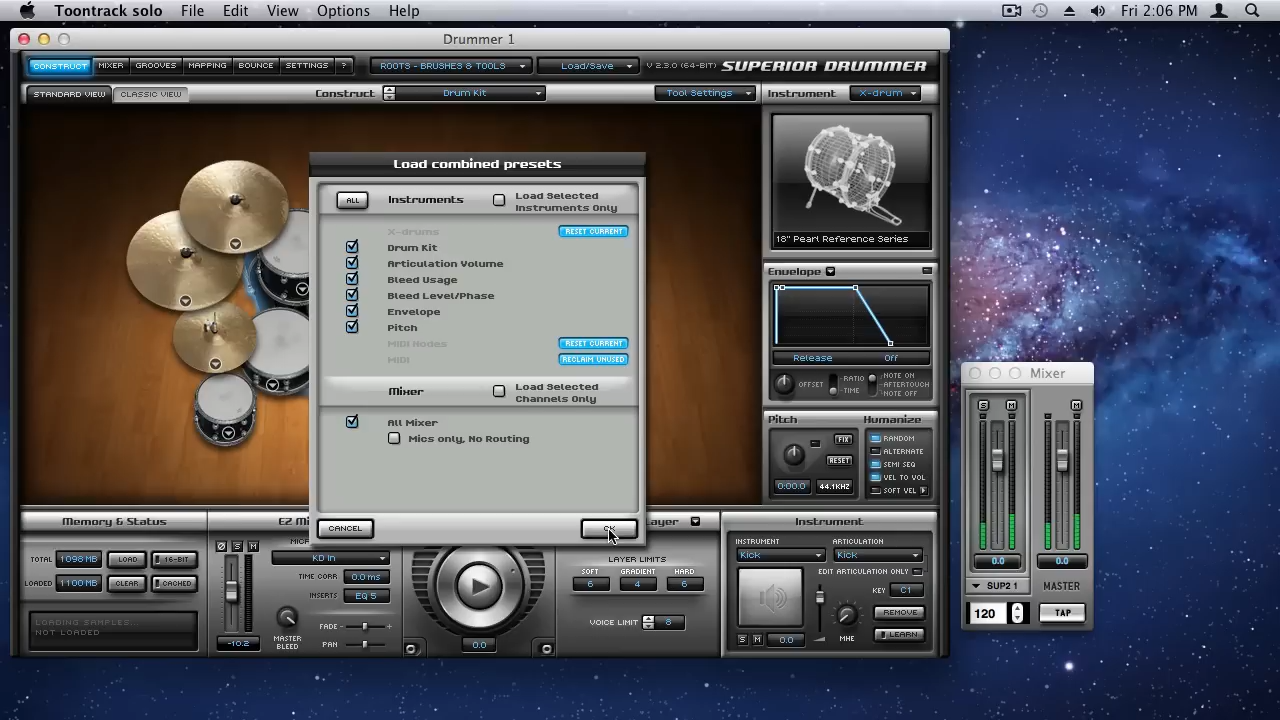 Toontrack solo File Edit View Options Help Fri 2:06 PM
Drummer 1
CONSTRUCT MIXER GROOVES MAPPING BOUNCE SETTINGS ? ROOTS - BRUSHES & TOOLS Load/Save V 2.3.0 (64-BIT) SUPERIOR DRUMMER
STANDARD VIEW CLASSIC VIEW Construct Drum Kit Tool Settings Instrument X-drum
Load combined presets
ALL Instruments Load Selected
Instruments Only
X-drums RESET CURRENT
Drum Kit
Articulation Volume
Bleed Usage
Bleed Level/Phase
Envelope
Pitch
MIDI Nodes RESET CURRENT
MIDI RECLAIM UNUSED
Mixer Load Selected
Channels Only
All Mixer
Mics only, No Routing
CANCEL OK
18" Pearl Reference Series
Envelope
Release Off
OFFSET RATIO
TIME
NOTE ON
AFTERTOUCH
NOTE OFF
Pitch Humanize
FIX
RESET
0:00.0 44.1KHZ
RANDOM
ALTERNATE
SEMI SEQ
VEL TO VOL
SOFT VEL
Mixer
S M M
0.0 0.0
SUP2 1 MASTER
120 TAP
Memory & Status
TOTAL 1098 MB LOAD 16-BIT
LOADED 1100 MB CLEAR CACHED
LOADING SAMPLES...
NOT LOADED
EZ Mi
S M
KD In
TIME CORR 0.0 ms
INSERTS EQ 5
FADE - +
PAN
-10.2 MASTER
BLEED
0.0
Layer
LAYER LIMITS
SOFT GRADIENT HARD
6 4 6
VOICE LIMIT 8
Instrument
INSTRUMENT ARTICULATION
Kick Kick
EDIT ARTICULATION ONLY
KEY C1
REMOVE
LEARN
S M 0.0 MHE